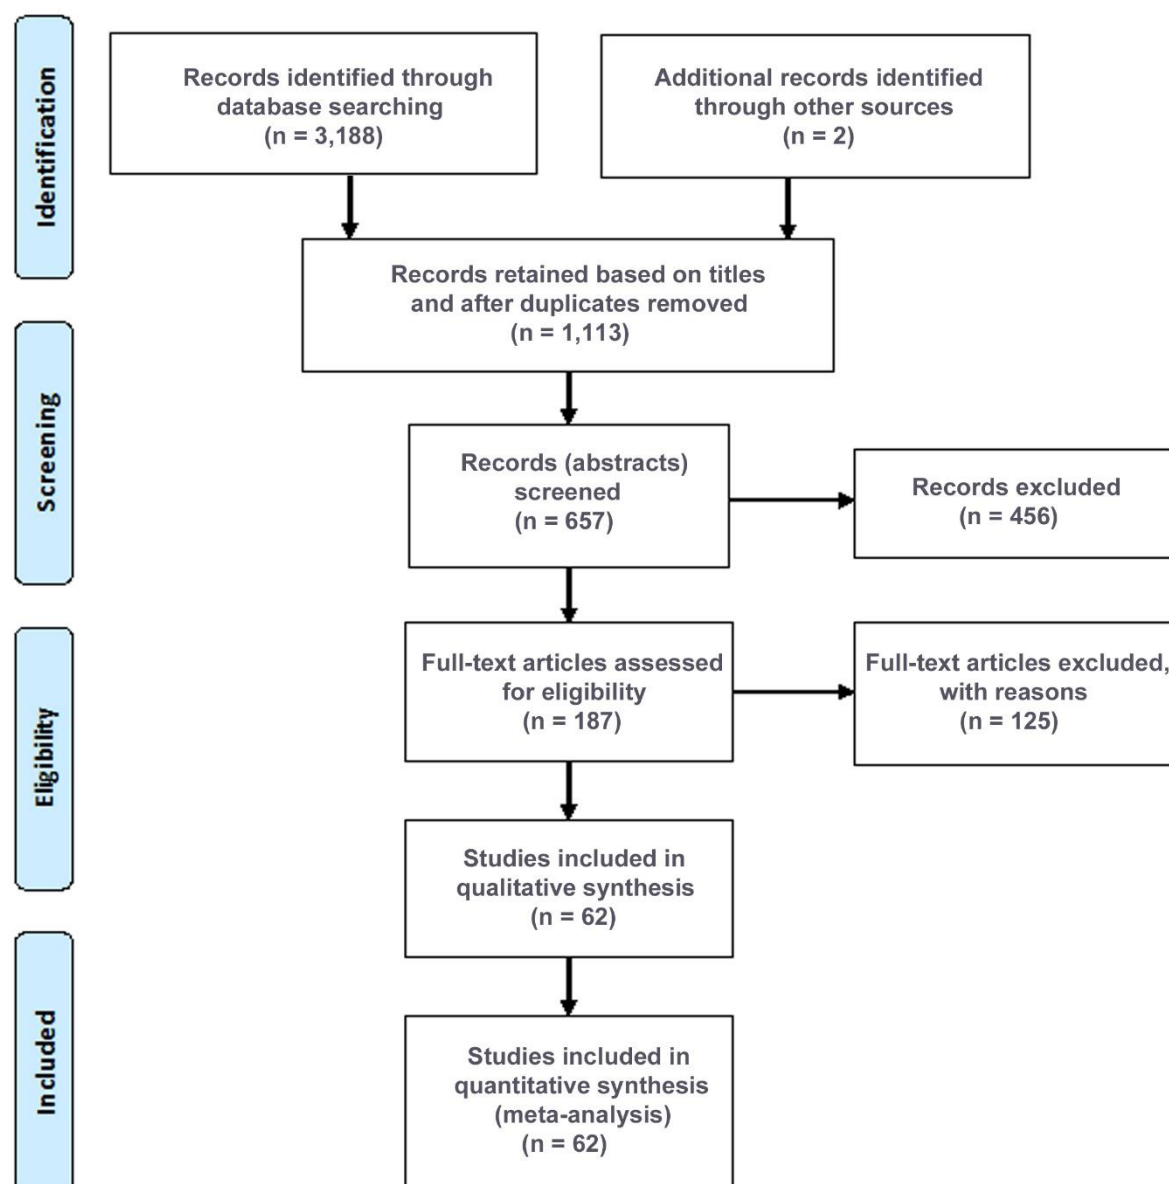 Identification
Records identified through
database searching
(n = 3,188)
Additional records identified
through other sources
(n = 2)
Records retained based on titles
and after duplicates removed
(n = 1,113)
Screening
Records (abstracts)
screened
(n = 657)
Records excluded
(n = 456)
Eligibility
Full-text articles assessed
for eligibility
(n = 187)
Full-text articles excluded,
with reasons
(n = 125)
Studies included in
qualitative synthesis
(n = 62)
Included
Studies included in
quantitative synthesis
(meta-analysis)
(n = 62)